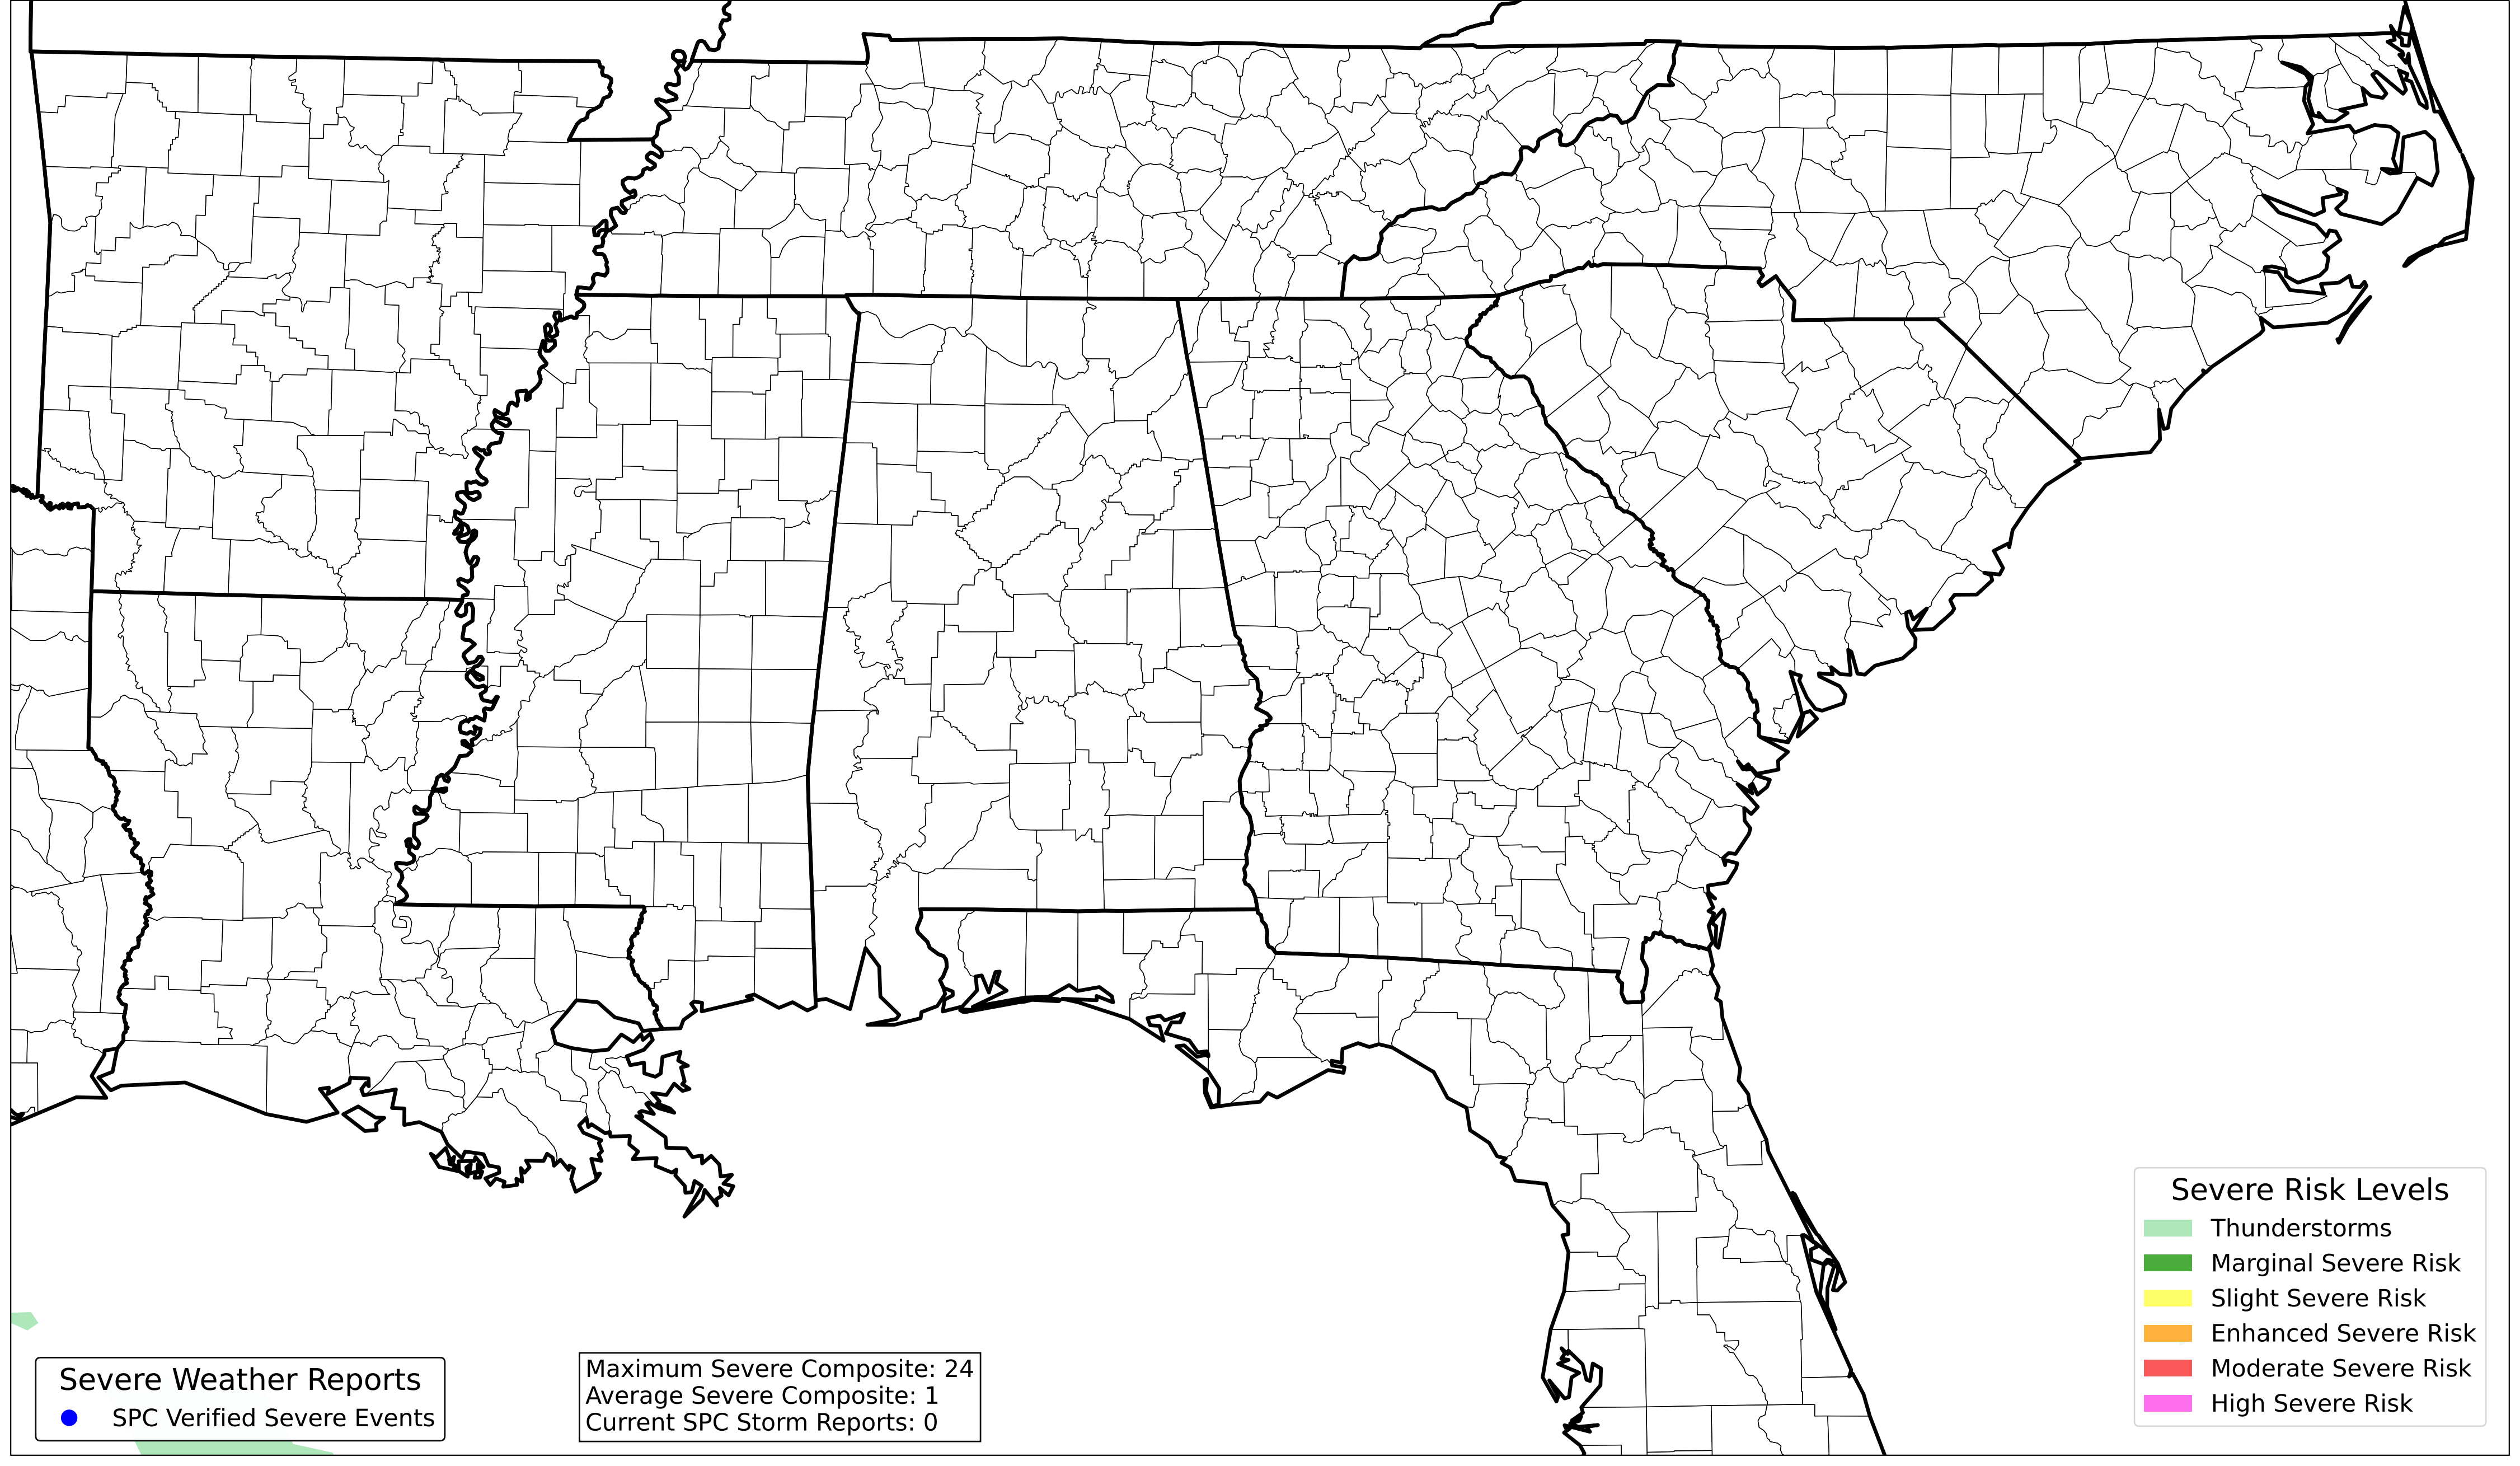 Severe Risk Levels
Thunderstorms
Marginal Severe Risk
Slight Severe Risk
Enhanced Severe Risk
Moderate Severe Risk
High Severe Risk
Severe Weather Reports
SPC Verified Severe Events
Maximum Severe Composite: 24
Average Severe Composite: 1
Current SPC Storm Reports: 0